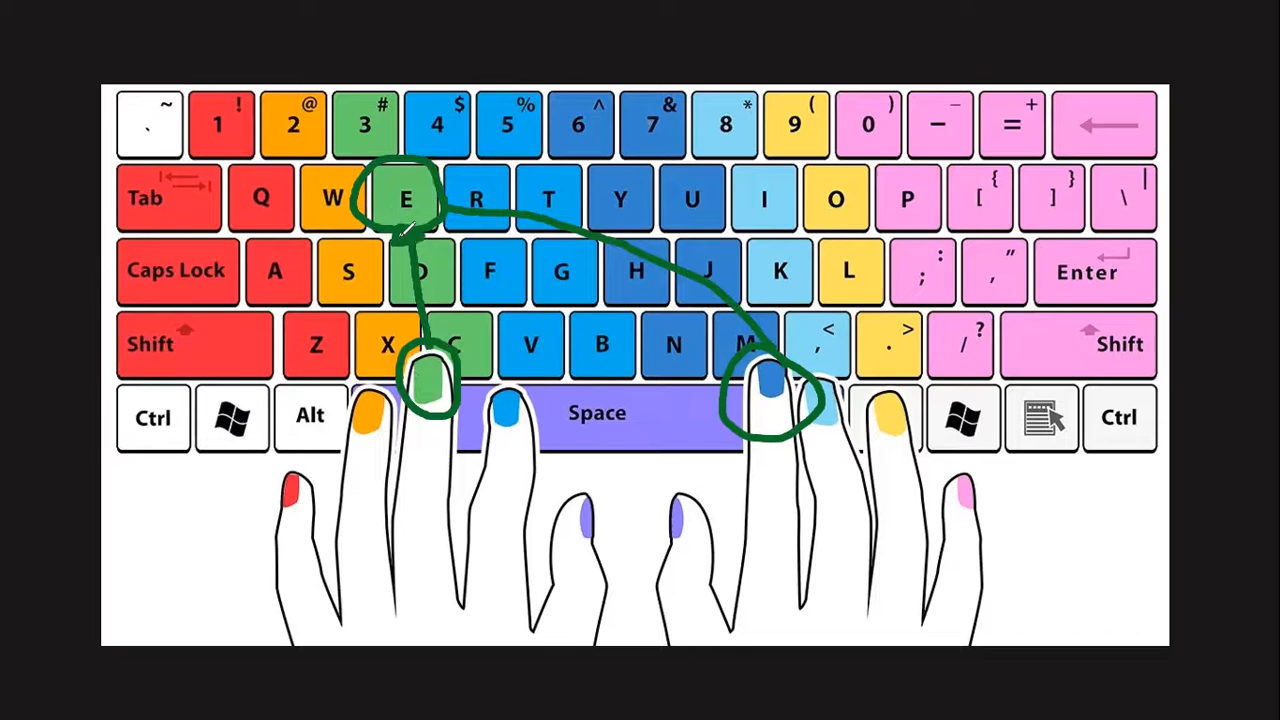 ~ ` ! 1 @ 2 # 3 $ 4 % 5 ^ 6 & 7 * 8 ( 9 ) 0 _ - + =
Tab Q W E R T Y U I O P { [ } ] | \
Caps Lock A S D F G H J K L : ; " ' Enter
Shift Z X C V B N M < , > . ? / Shift
Ctrl Alt Space Ctrl